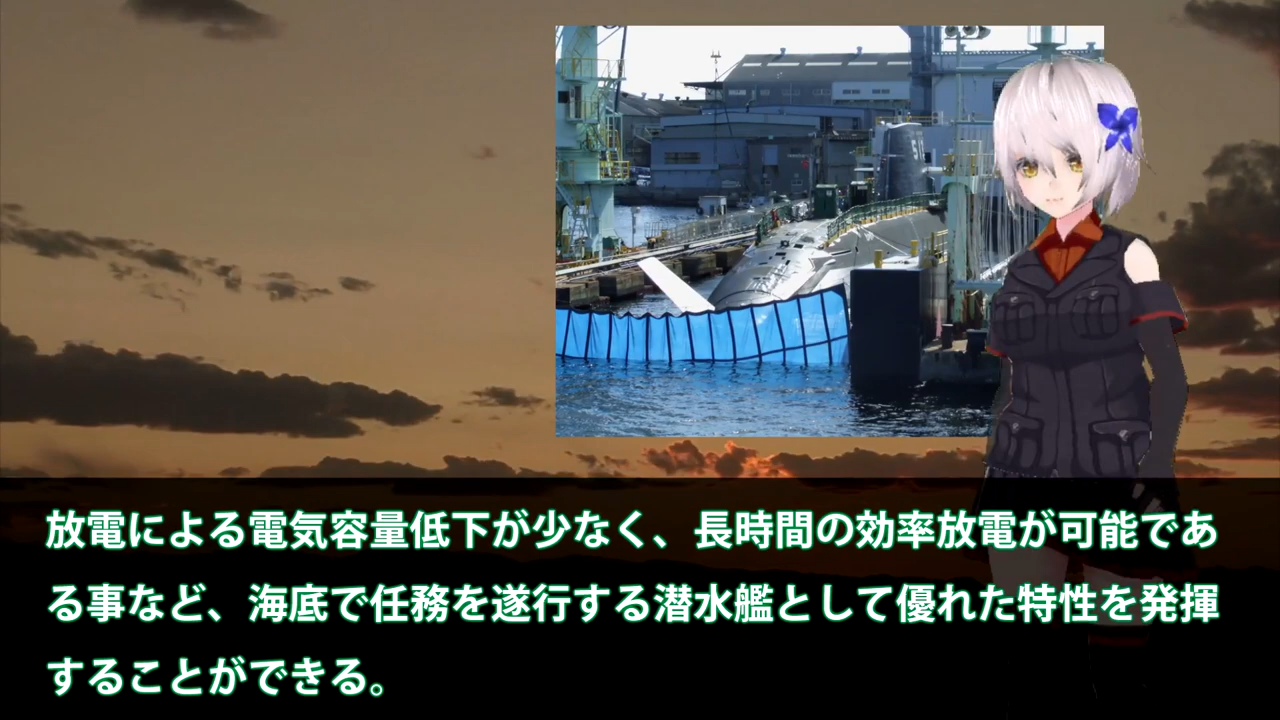 放電による電気容量低下が少なく、長時間の効率放電が可能であ
る事など、海底で任務を遂行する潜水艦として優れた特性を発揮
することができる。